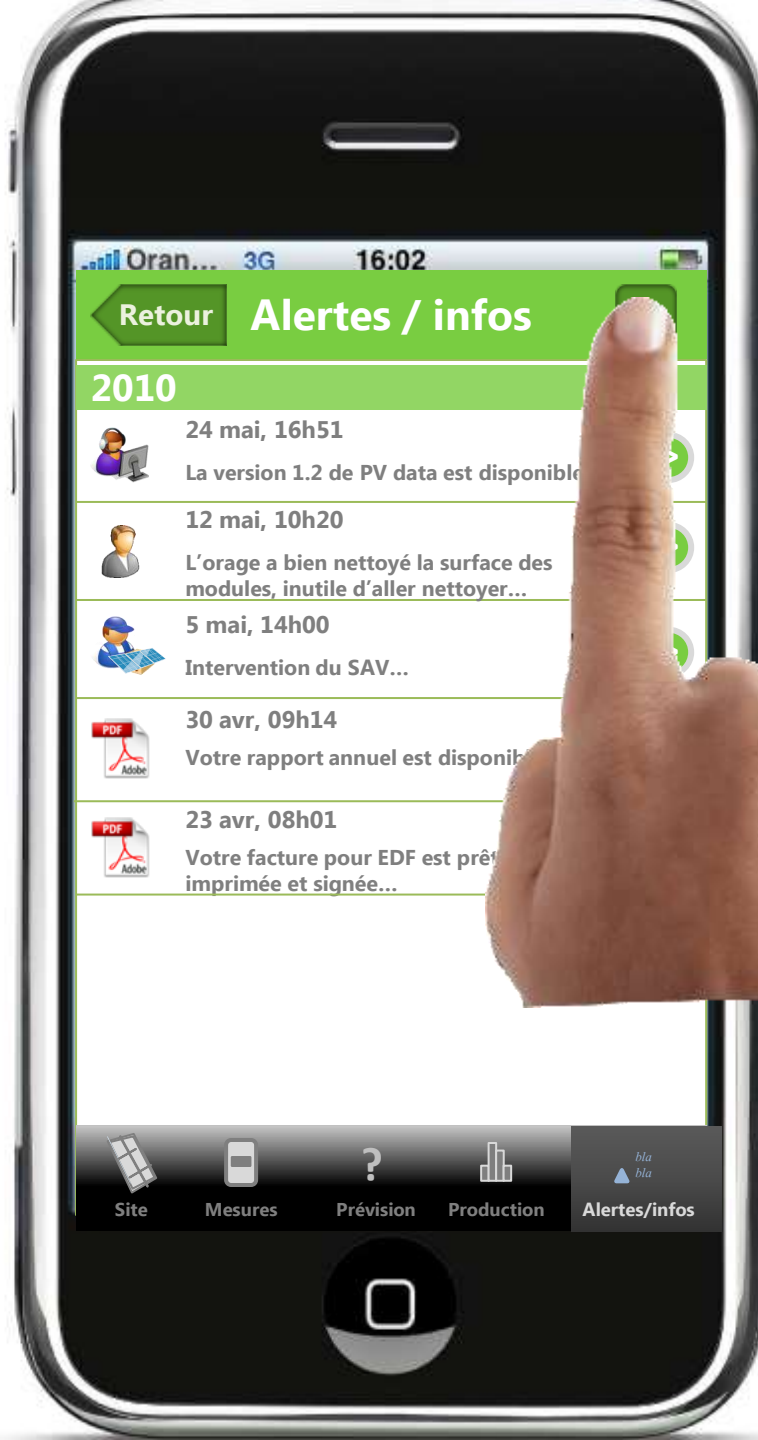 Oran... 3G 16:02
Retour Alertes / infos
2010
24 mai, 16h51
La version 1.2 de PV data est disponible
12 mai, 10h20
L’orage a bien nettoyé la surface des
modules, inutile d’aller nettoyer…
5 mai, 14h00
Intervention du SAV…
PDF
Adobe
30 avr, 09h14
Votre rapport annuel est
PDF
Adobe
23 avr, 08h01
Votre facture pour EDF est
imprimée et signée…
bla
bla
?
Site Mesures Prévision Production Alertes/infos